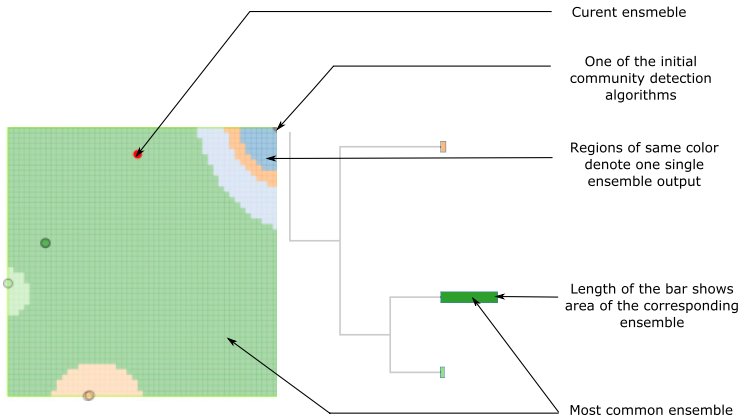 Curent ensmeble
One of the initial
community detection
algorithms
Regions of same color
denote one single
ensemble output
Length of the bar shows
area of the corresponding
ensemble
Most common ensemble